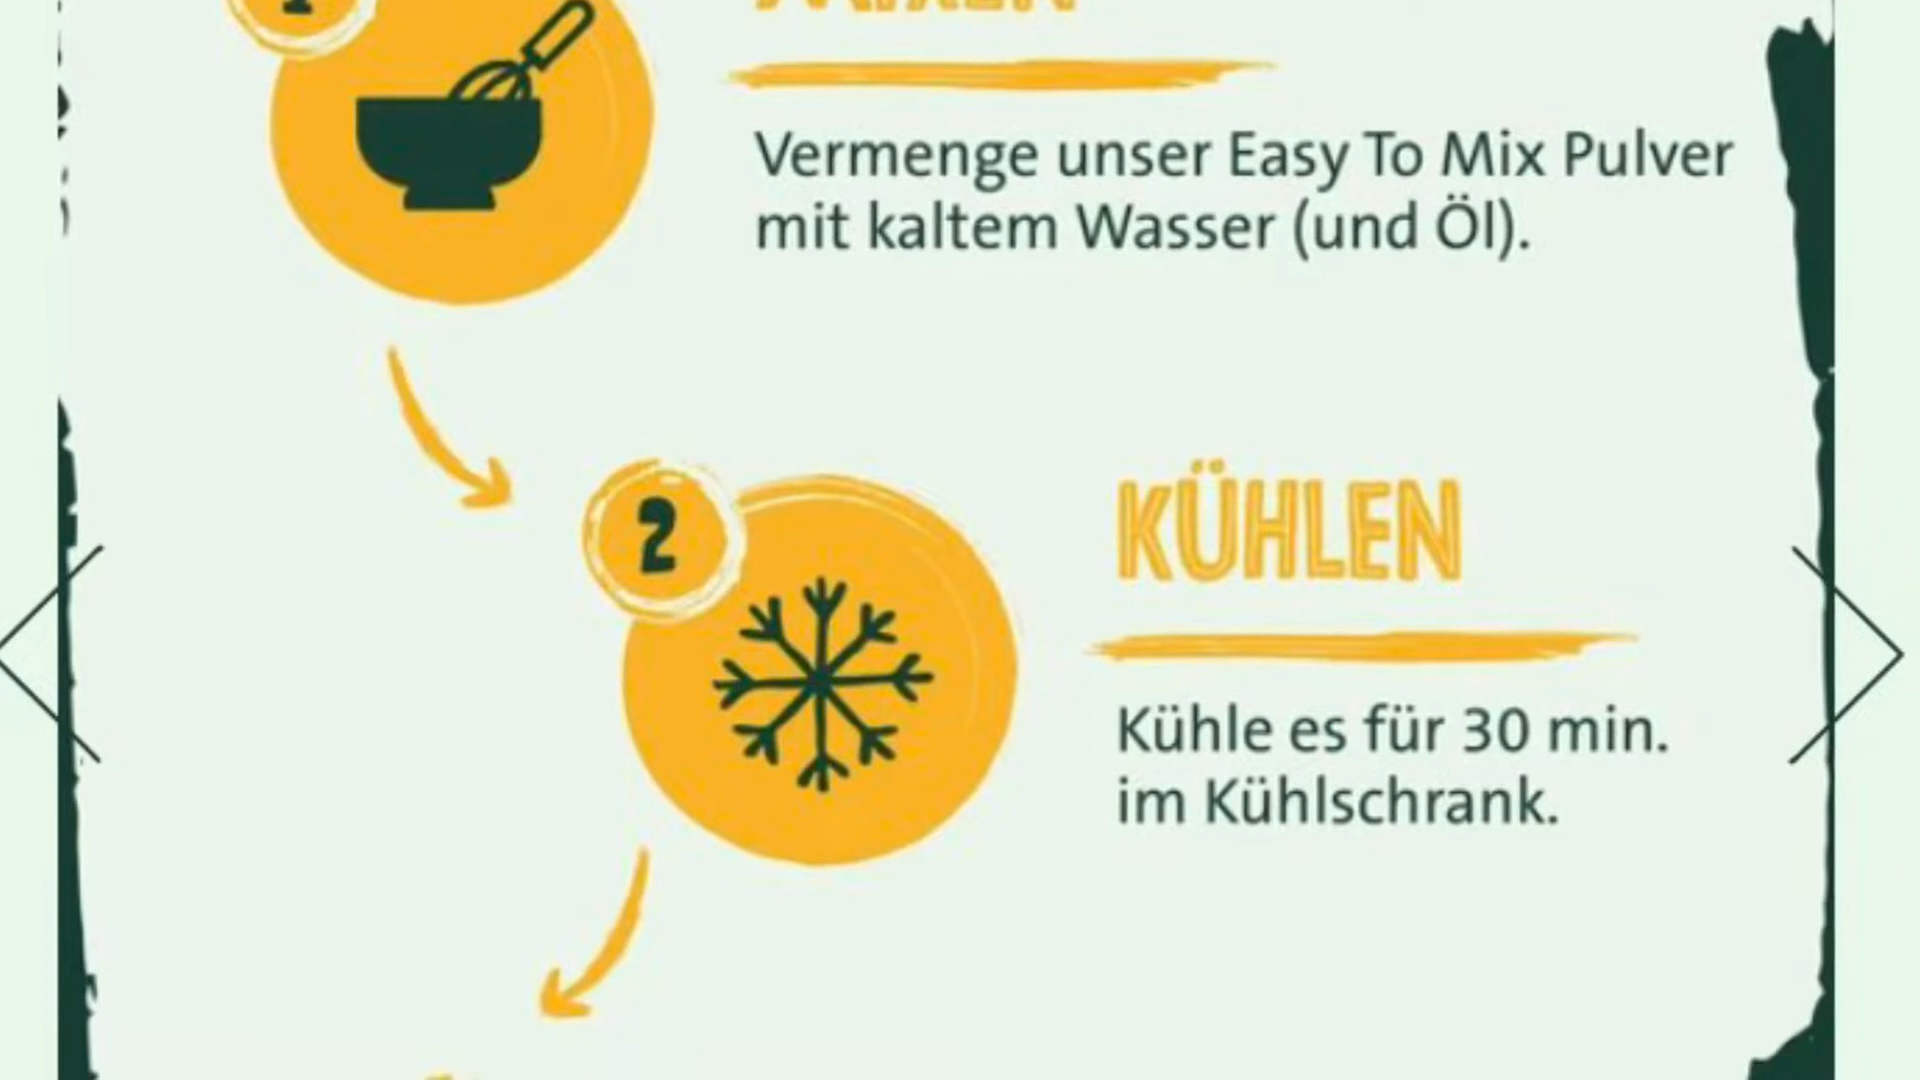 1
Vermenge unser Easy To Mix Pulver
mit kaltem Wasser (und Öl).
2
KÜHLEN
Kühle es für 30 min.
im Kühlschrank.